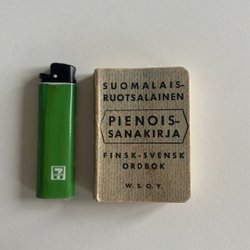 SUOMALAIS-
RUOTSALAINEN
PIENOIS-
SANAKIRJA
FINSK-SVENSK
ORDBOK
W. S. O. Y.
7